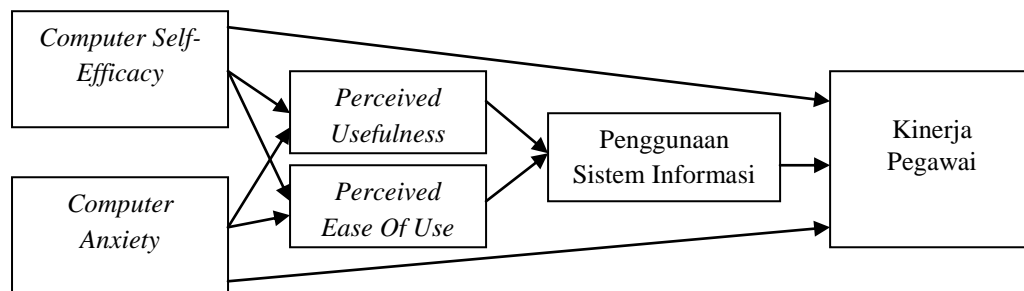 Computer Self-
Efficacy
Perceived
Usefulness
Penggunaan
Sistem Informasi
Kinerja
Pegawai
Computer
Anxiety
Perceived
Ease Of Use